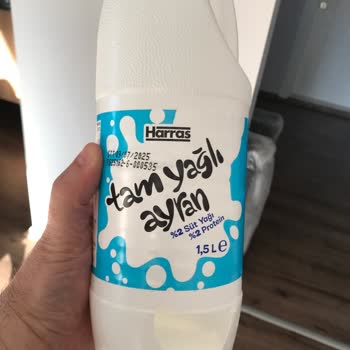 Harras
tam yağlı
ayran
%2 Süt Yağı
%2 Protein
1,5 L e